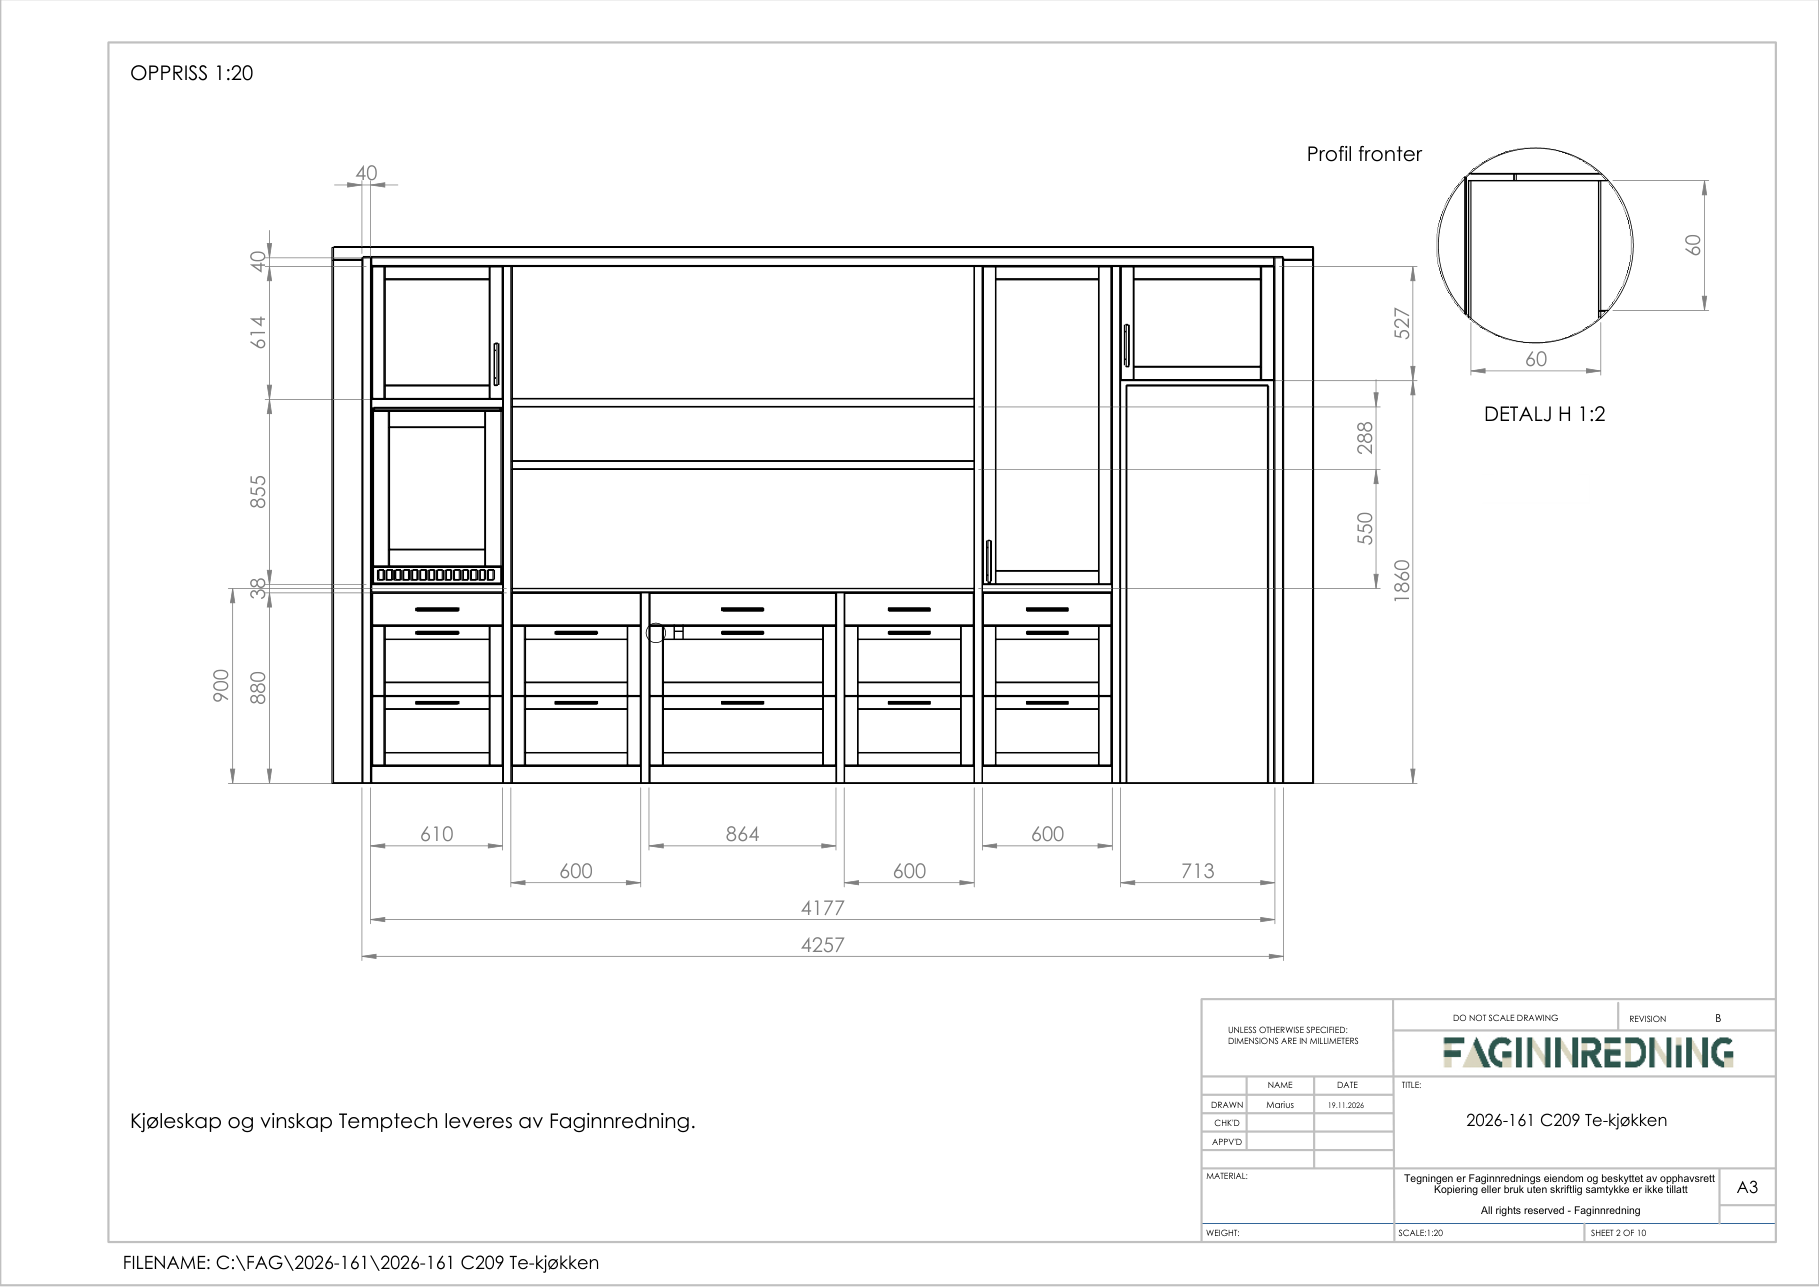 OPPRISS 1:20
Profil fronter
40
40
614
855
38
900
880
527
288
550
1860
60
60
DETALJ H 1:2
H
610
864
600
600
600
713
4177
4257
Kjøleskap og vinskap Temptech leveres av Faginnredning.
UNLESS OTHERWISE SPECIFIED:
DIMENSIONS ARE IN MILLIMETERS
DO NOT SCALE DRAWING
REVISION B
FAGINNREDNING
NAME DATE
DRAWN Marius 19.11.2026
CHK'D
APPV'D
TITLE:
2026-161 C209 Te-kjøkken
MATERIAL:
Tegningen er Faginnrednings eiendom og beskyttet av opphavsrett
Kopiering eller bruk uten skriftlig samtykke er ikke tillatt
All rights reserved - Faginnredning
A3
WEIGHT:
SCALE:1:20
SHEET 2 OF 10
FILENAME: C:\FAG\2026-161\2026-161 C209 Te-kjøkken